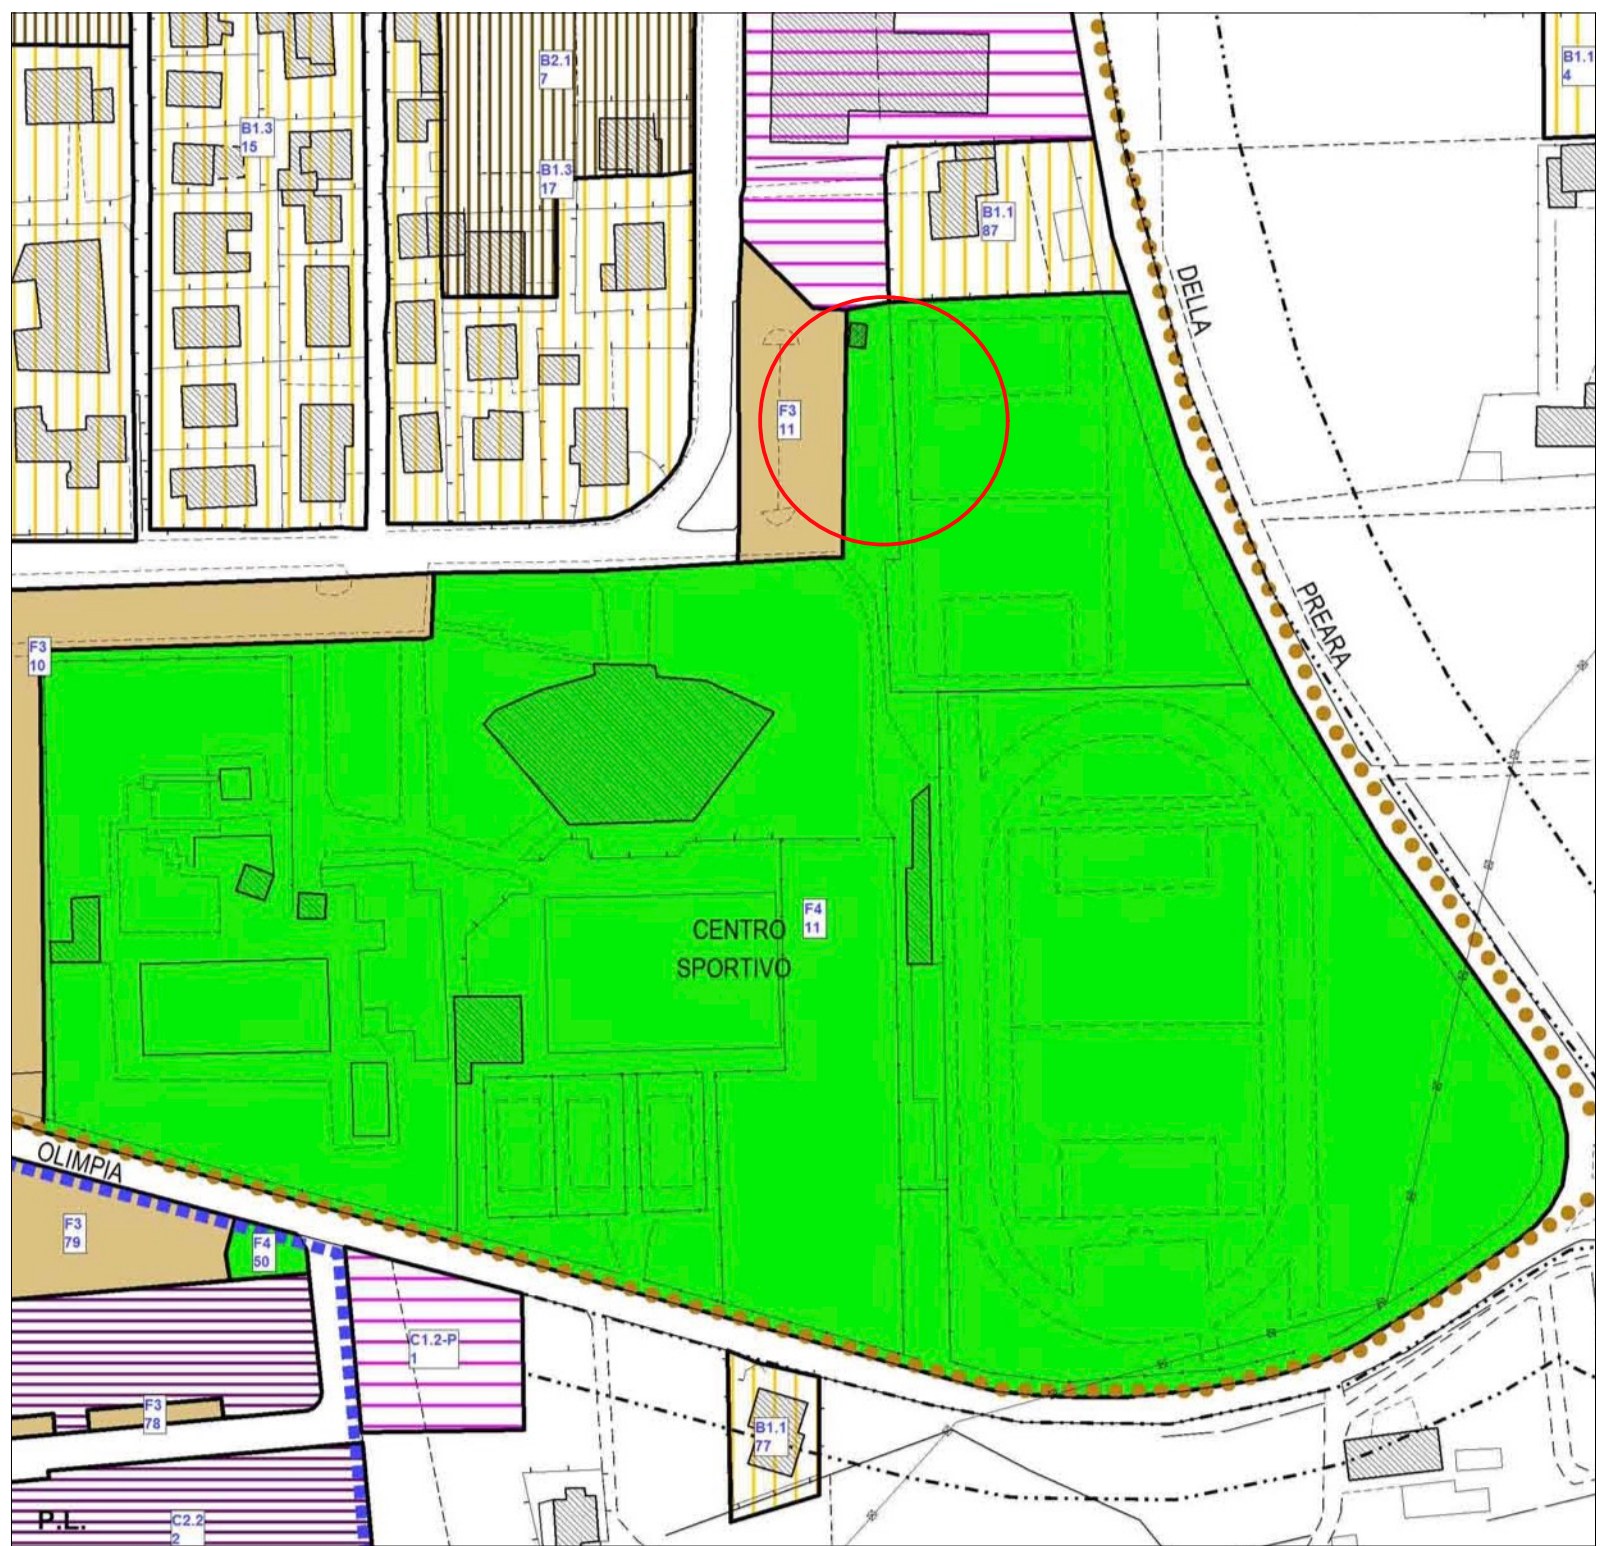 B2.1
7
B1.1
4
B1.3
15
B1.3
17
B1.1
87
DELLA
F3
11
PREARA
F3
10
F4
11
CENTRO
SPORTIVO
OLIMPIA
F3
79
F4
50
C1.2-P
1
F3
78
B1.1
77
P.L.
C2.2
2